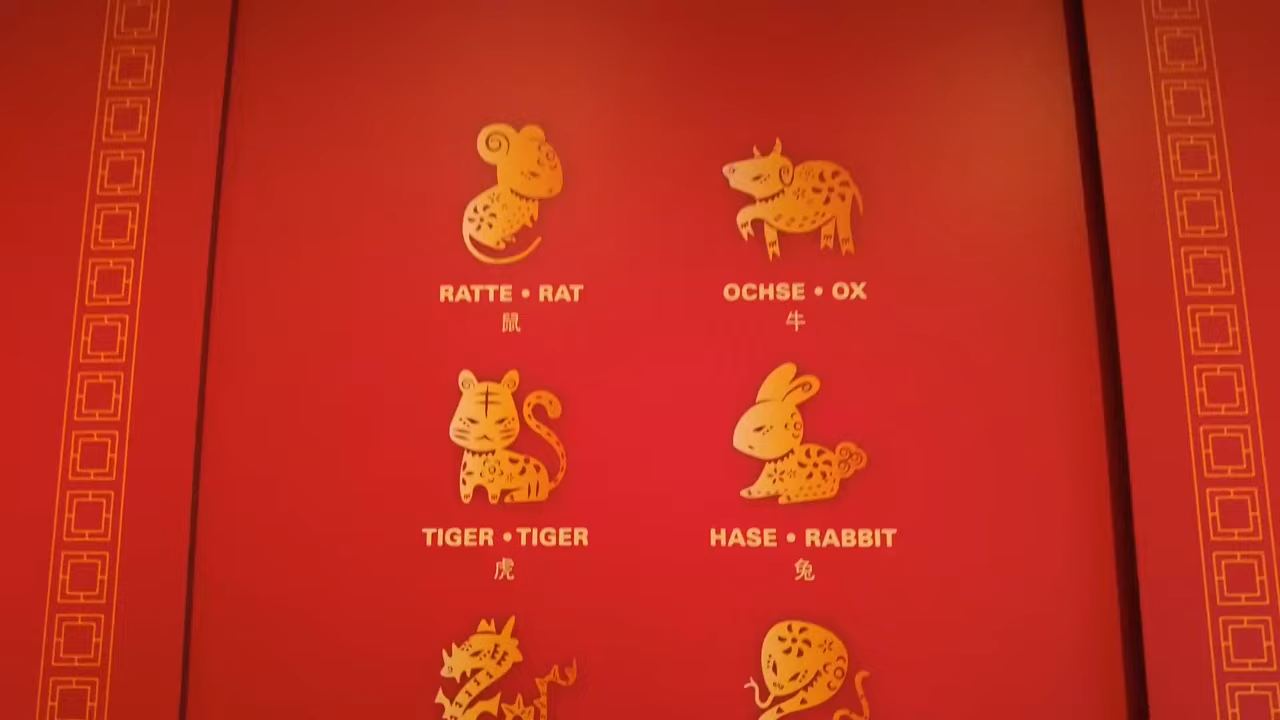 RATTE • RAT
鼠
OCHSE • OX
牛
TIGER • TIGER
虎
HASE • RABBIT
兔